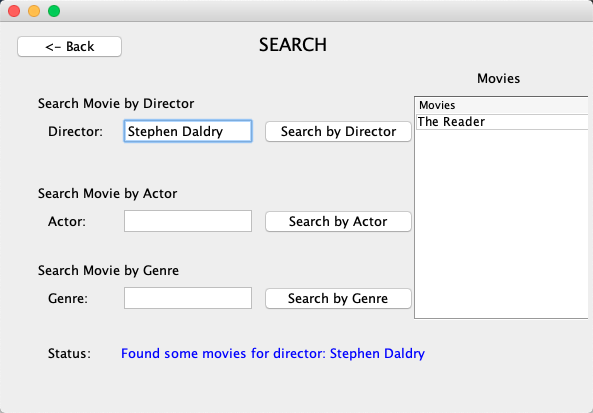 <- Back
SEARCH
Movies
Search Movie by Director
Movies
Director:
Stephen Daldry
Search by Director
The Reader
Search Movie by Actor
Actor:
Search by Actor
Search Movie by Genre
Genre:
Search by Genre
Status:
Found some movies for director: Stephen Daldry